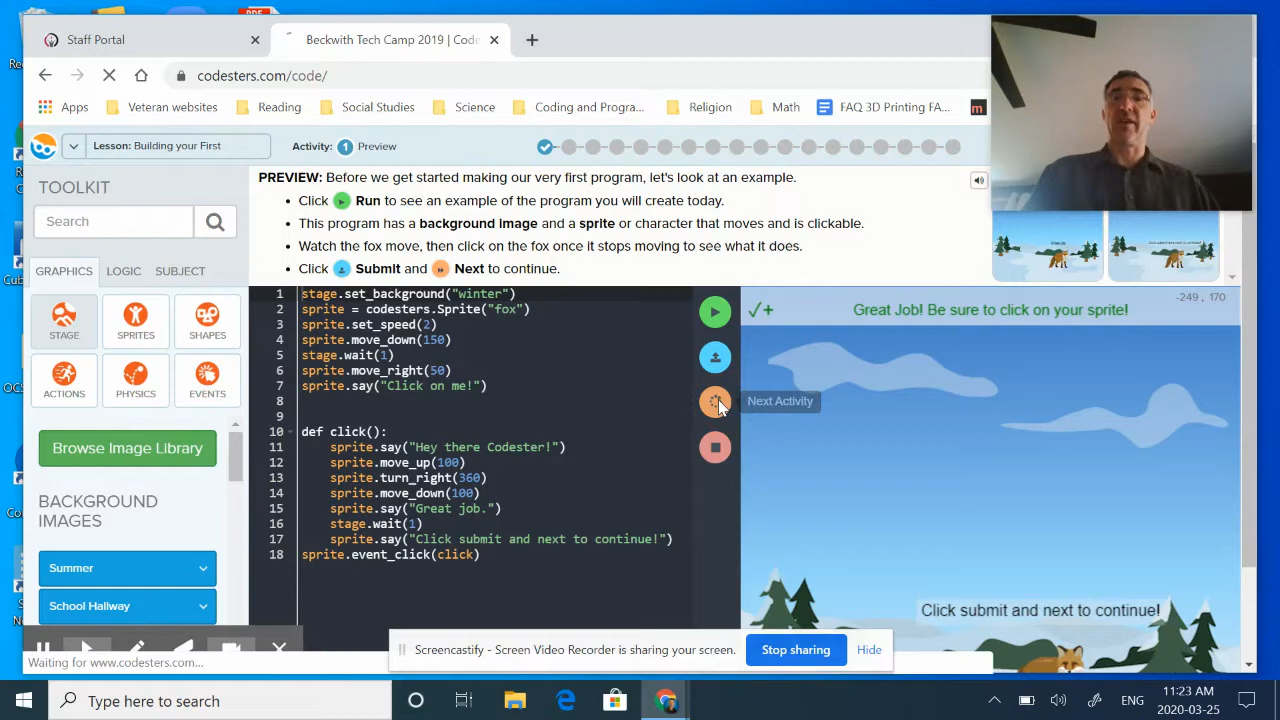 Staff Portal
Beckwith Tech Camp 2019 | Code
codesters.com/code/
Apps
Veteran websites
Reading
Social Studies
Science
Coding and Progra...
Religion
Math
FAQ 3D Printing FA...
m
Lesson: Building your First
Activity: 1 Preview
TOOLKIT
Search
GRAPHICS LOGIC SUBJECT
STAGE SPRITES SHAPES
ACTIONS PHYSICS EVENTS
Browse Image Library
BACKGROUND
IMAGES
Summer
School Hallway
PREVIEW: Before we get started making our very first program, let's look at an example.
Click Run to see an example of the program you will create today.
This program has a background image and a sprite or character that moves and is clickable.
Watch the fox move, then click on the fox once it stops moving to see what it does.
Click Submit and Next to continue.
1 stage.set_background("winter")
2 sprite = codesters.Sprite("fox")
3 sprite.set_speed(2)
4 sprite.move_down(150)
5 stage.wait(1)
6 sprite.move_right(50)
7 sprite.say("Click on me!")
8
9
10 def click():
11 sprite.say("Hey there Codester!")
12 sprite.move_up(100)
13 sprite.turn_right(360)
14 sprite.move_down(100)
15 sprite.say("Great job.")
16 stage.wait(1)
17 sprite.say("Click submit and next to continue!")
18 sprite.event_click(click)
Next Activity
√+ Great Job! Be sure to click on your sprite!
-249 , 170
Click submit and next to continue!
Screencastify - Screen Video Recorder is sharing your screen.
Stop sharing
Hide
Waiting for www.codesters.com...
Type here to search
ENG
11:23 AM
2020-03-25